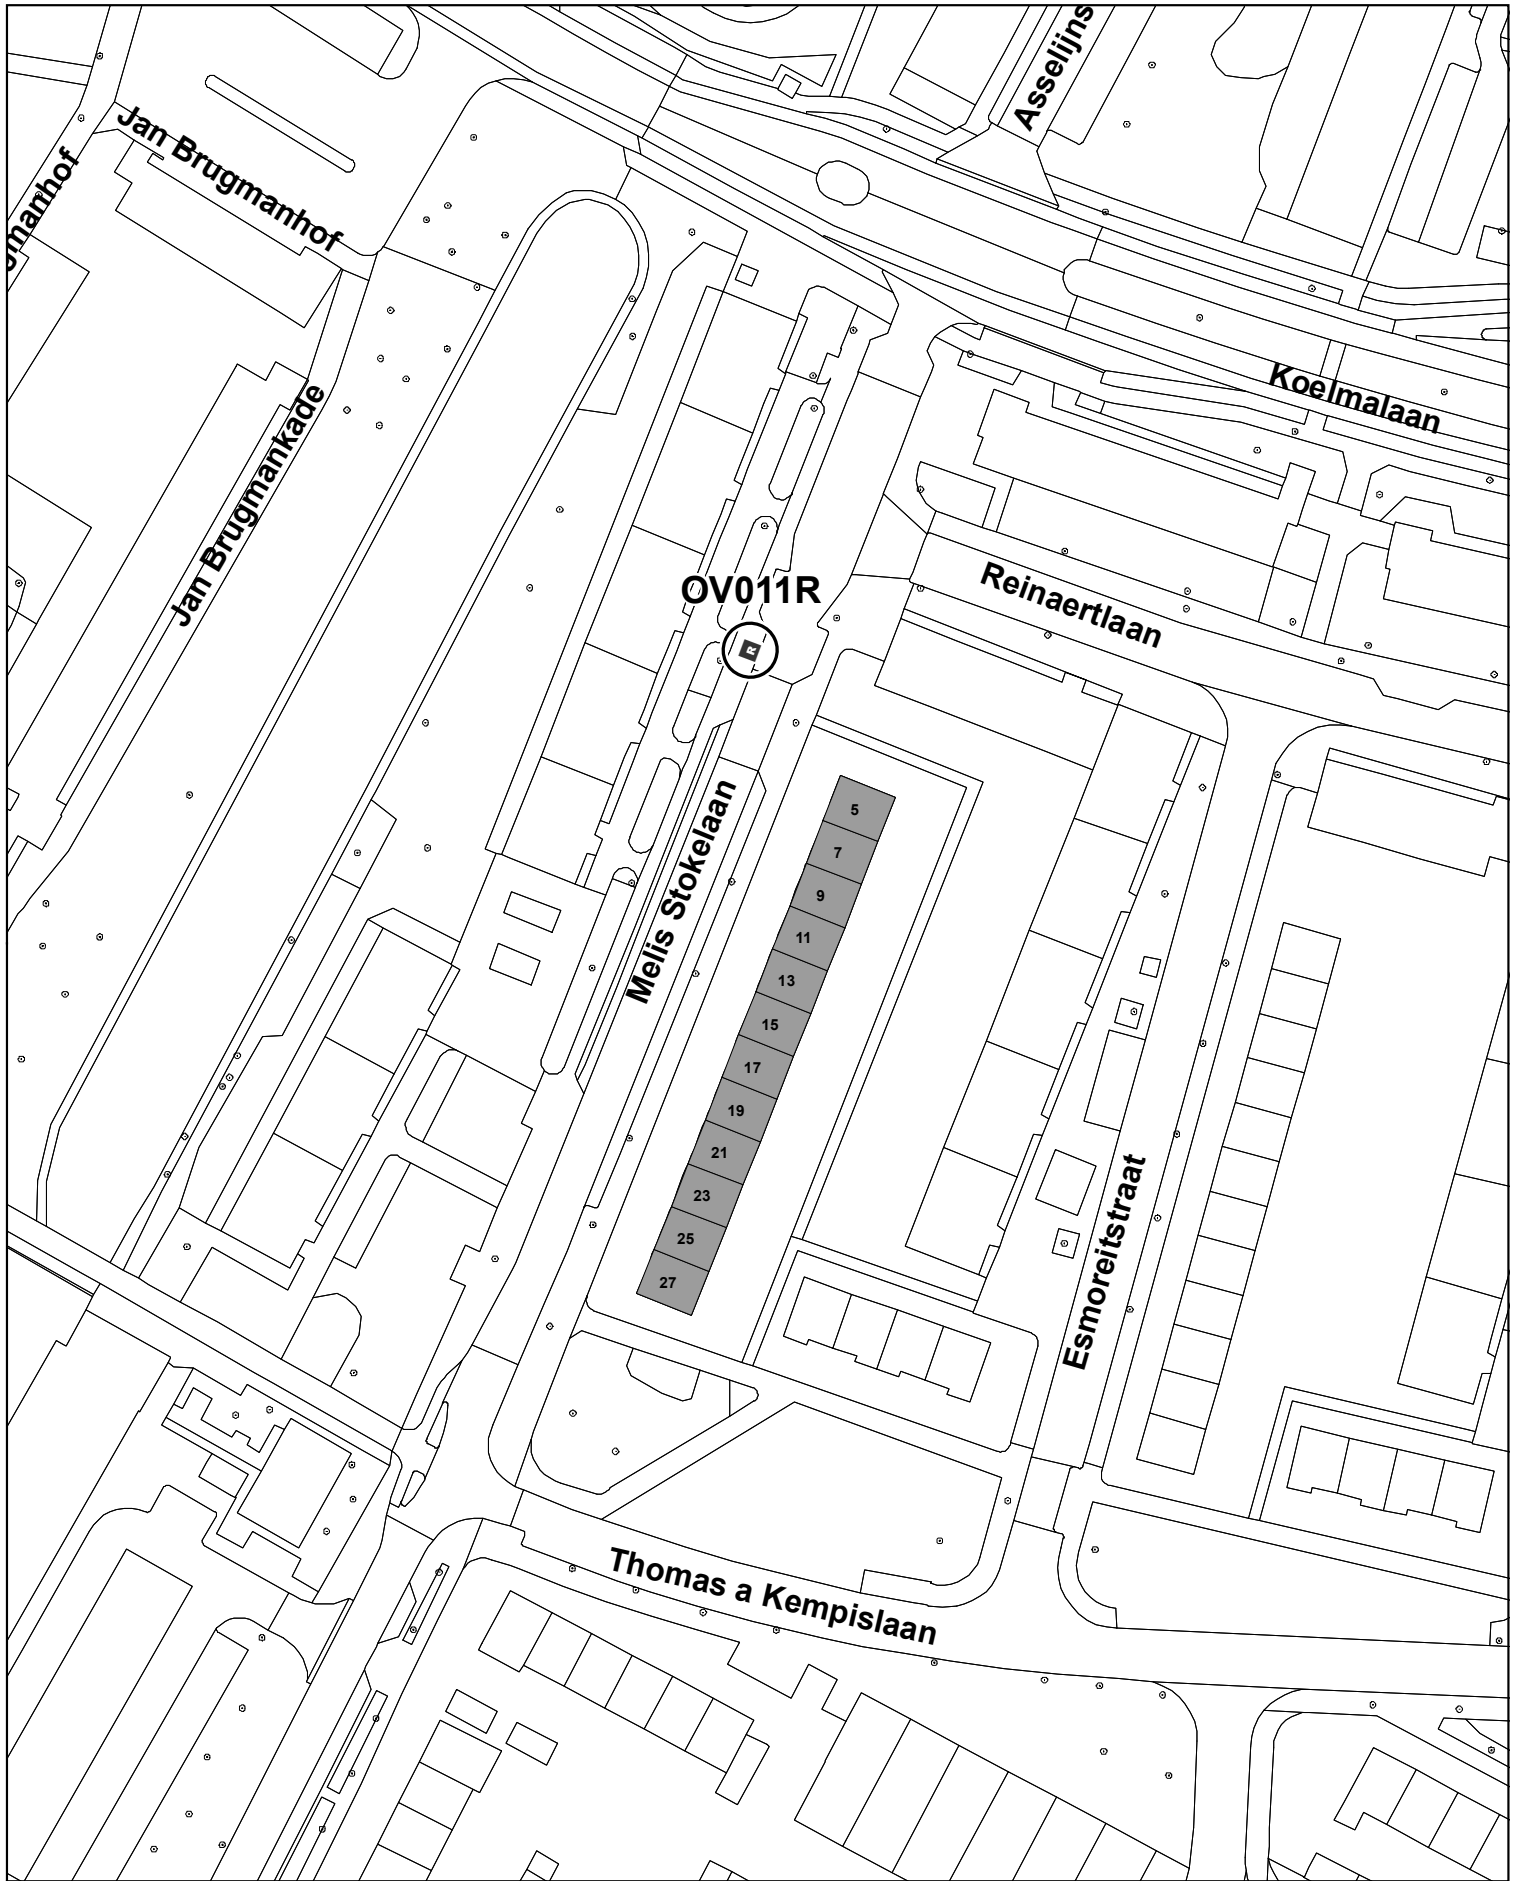 Asselijns
Jan Brugmanhof
manhof
Koelmalaan
Jan Brugmankade
OV011R
R
Reinaertlaan
Melis Stokelaan
5
7
9
11
13
15
17
19
21
23
25
27
Esmoreitstraat
Thomas a Kempislaan